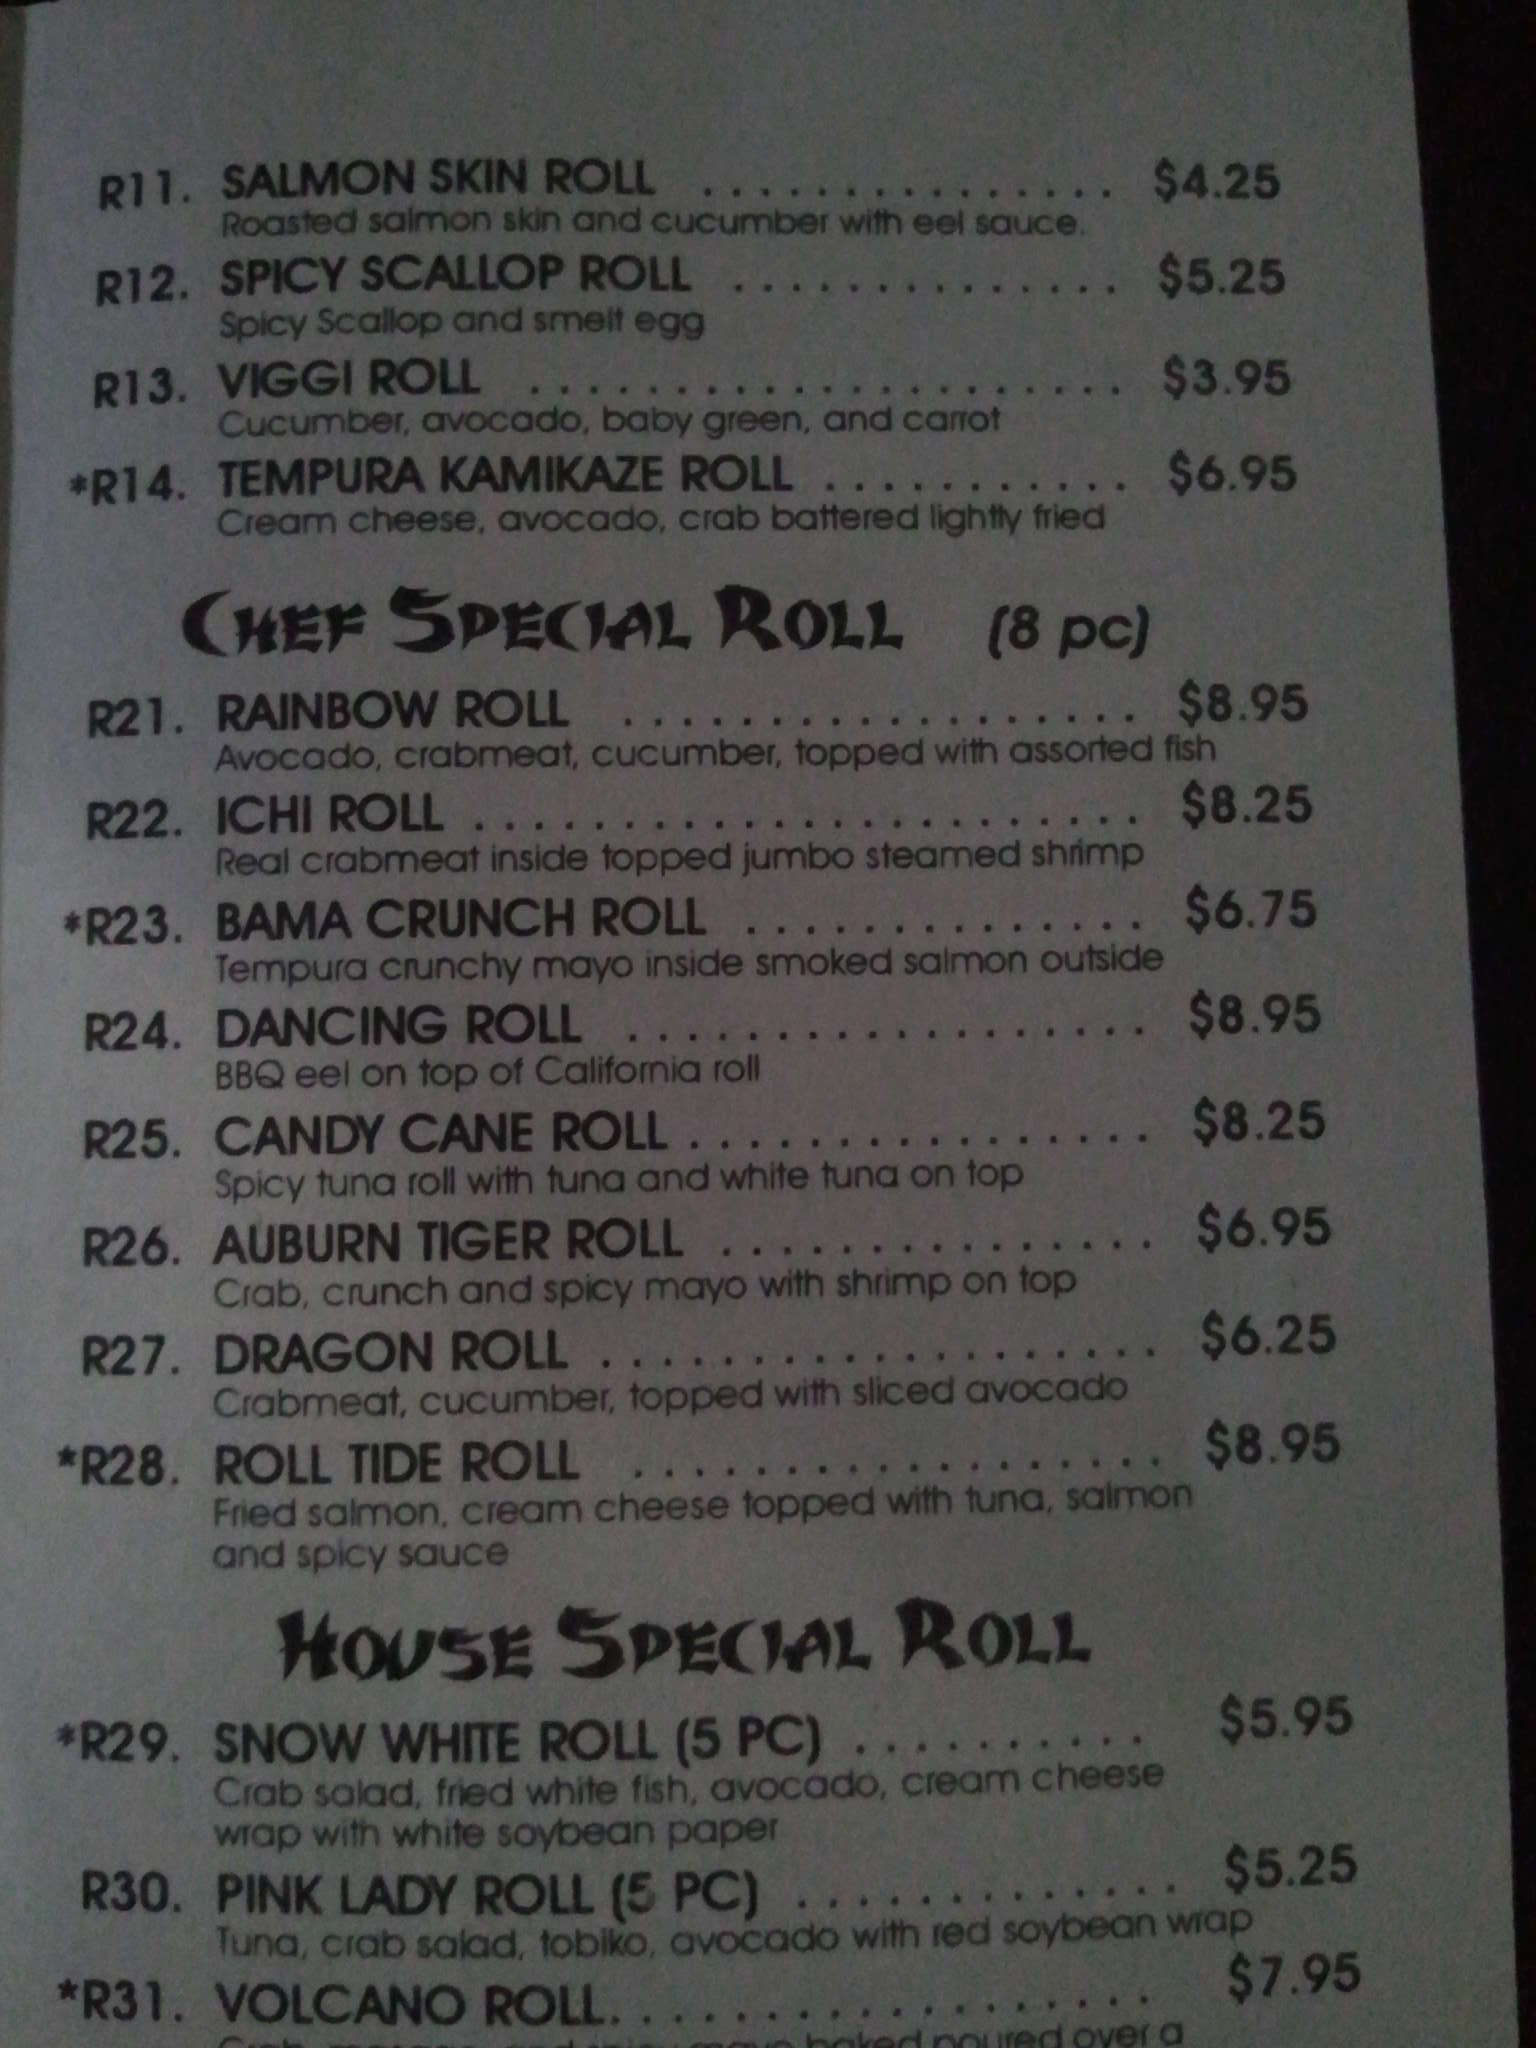 R11. SALMON SKIN ROLL . . . . . . . . . . . . . . . $4.25
Roasted salmon skin and cucumber with eel sauce.
R12. SPICY SCALLOP ROLL . . . . . . . . . . . . . . $5.25
Spicy Scallop and smelt egg
R13. VIGGI ROLL . . . . . . . . . . . . . . . . . . . . . $3.95
Cucumber, avocado, baby green, and carrot
*R14. TEMPURA KAMIKAZE ROLL . . . . . . . . . . . $6.95
Cream cheese, avocado, crab battered lightly fried
CHEF SPECIAL ROLL (8 pc)
R21. RAINBOW ROLL . . . . . . . . . . . . . . . . . . $8.95
Avocado, crabmeat, cucumber, topped with assorted fish
R22. ICHI ROLL . . . . . . . . . . . . . . . . . . . . . . . $8.25
Real crabmeat inside topped jumbo steamed shrimp
*R23. BAMA CRUNCH ROLL . . . . . . . . . . . . . . $6.75
Tempura crunchy mayo inside smoked salmon outside
R24. DANCING ROLL . . . . . . . . . . . . . . . . . . $8.95
BBQ eel on top of California roll
R25. CANDY CANE ROLL . . . . . . . . . . . . . . . . $8.25
Spicy tuna roll with tuna and white tuna on top
R26. AUBURN TIGER ROLL . . . . . . . . . . . . . . . $6.95
Crab, crunch and spicy mayo with shrimp on top
R27. DRAGON ROLL . . . . . . . . . . . . . . . . . . . $6.25
Crabmeat, cucumber, topped with sliced avocado
*R28. ROLL TIDE ROLL . . . . . . . . . . . . . . . . . . $8.95
Fried salmon, cream cheese topped with tuna, salmon
and spicy sauce
HOUSE SPECIAL ROLL
*R29. SNOW WHITE ROLL (5 PC) . . . . . . . . . . $5.95
Crab salad, fried white fish, avocado, cream cheese
wrap with white soybean paper
R30. PINK LADY ROLL (5 PC) . . . . . . . . . . . . . $5.25
Tuna, crab salad, tobiko, avocado with red soybean wrap
*R31. VOLCANO ROLL. . . . . . . . . . . . . . . . . . $7.95
baked poured over a